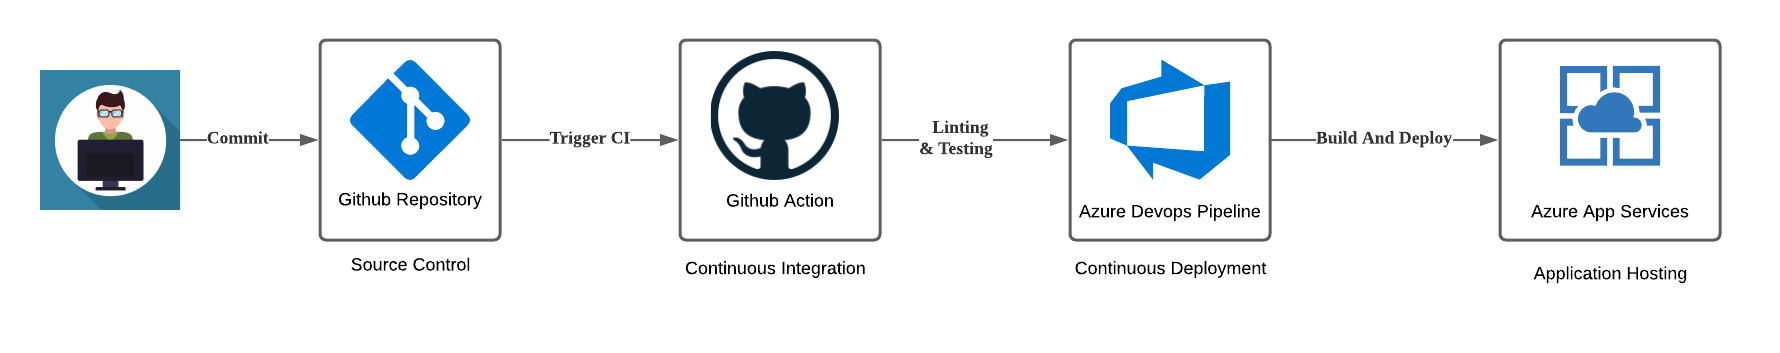 Commit
Github Repository
Source Control
Trigger CI
Github Action
Continuous Integration
Linting
& Testing
Azure Devops Pipeline
Continuous Deployment
Build And Deploy
Azure App Services
Application Hosting